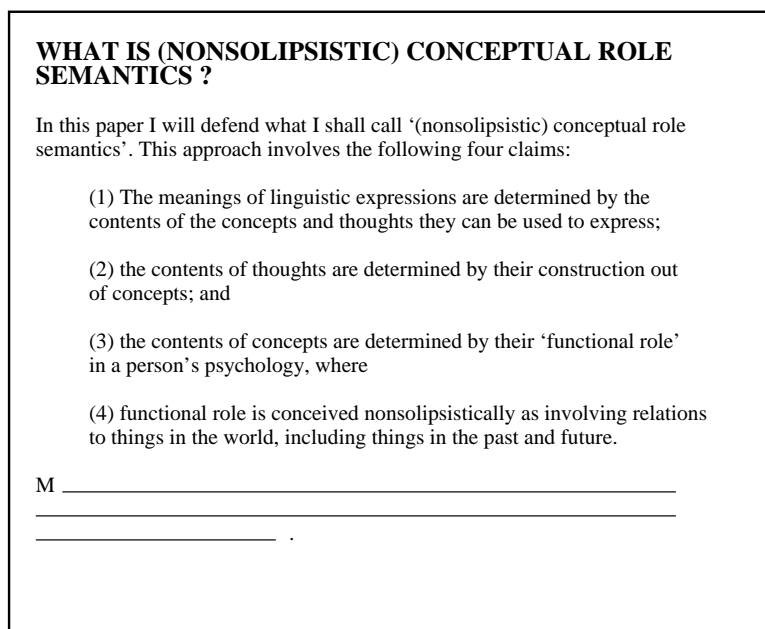 WHAT IS (NONSOLIPSISTIC) CONCEPTUAL ROLE
SEMANTICS ?
In this paper I will defend what I shall call ‘(nonsolipsistic) conceptual role
semantics’. This approach involves the following four claims:
(1) The meanings of linguistic expressions are determined by the
contents of the concepts and thoughts they can be used to express;
(2) the contents of thoughts are determined by their construction out
of concepts; and
(3) the contents of concepts are determined by their ‘functional role’
in a person’s psychology, where
(4) functional role is conceived nonsolipsistically as involving relations
to things in the world, including things in the past and future.
M
.